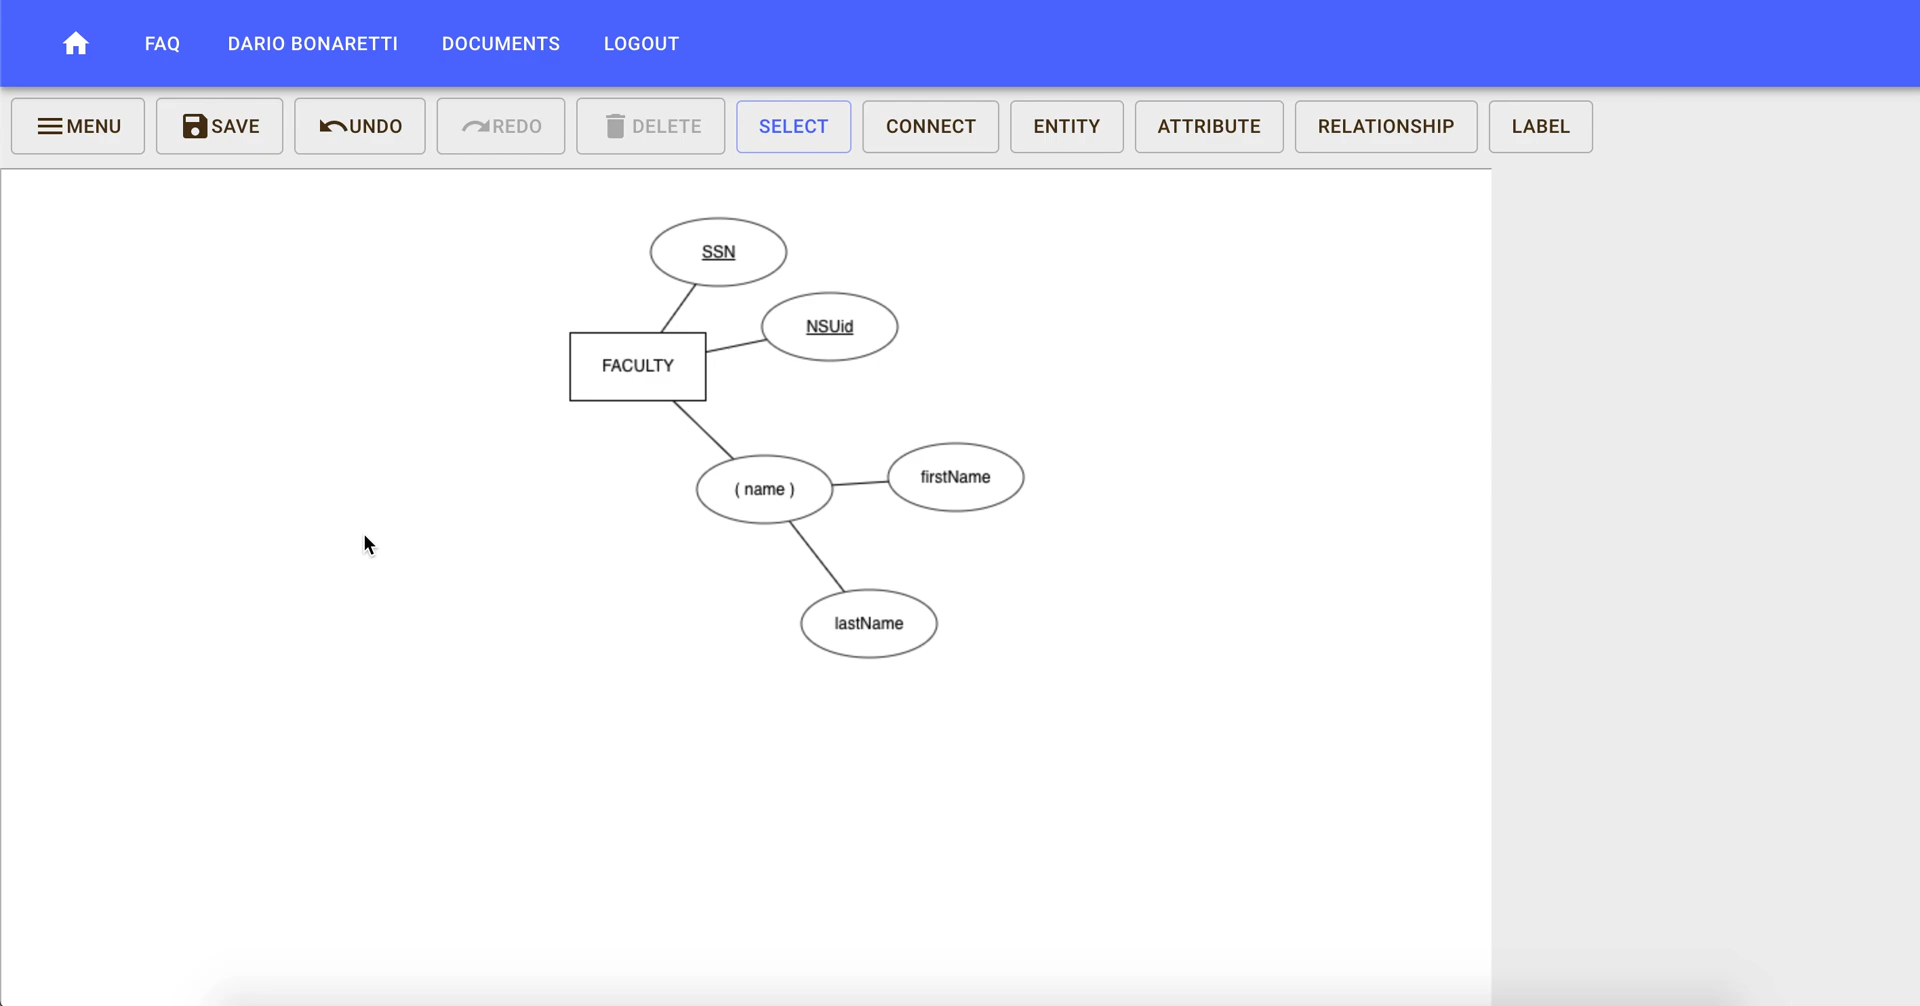 FAQ DARIO BONARETTI DOCUMENTS LOGOUT
MENU SAVE UNDO REDO DELETE SELECT CONNECT ENTITY ATTRIBUTE RELATIONSHIP LABEL
SSN
NSUid
FACULTY
firstName
( name )
lastName